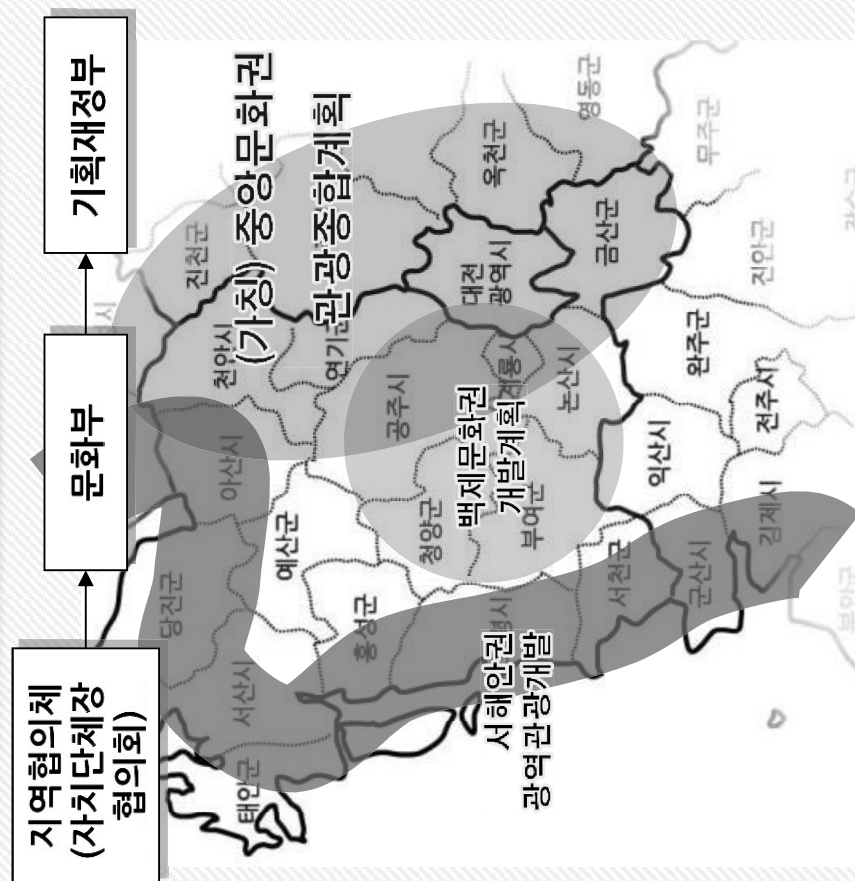 지역협의체
(자치단체장
협의회)
문화부
기획재정부
(가칭) 중앙문화권
관광종합계획
백제문화권
개발계획
서해안권
광역관광개발
진천군
천안시
아산시
당진군
서산시
태안군
예산군
홍성군
청양군
공주시
대전
광역시
옥천군
영동군
금산군
계룡시
논산시
부여군
서천군
군산시
익산시
완주군
전주시
김제시
무주군
진안군
부안군